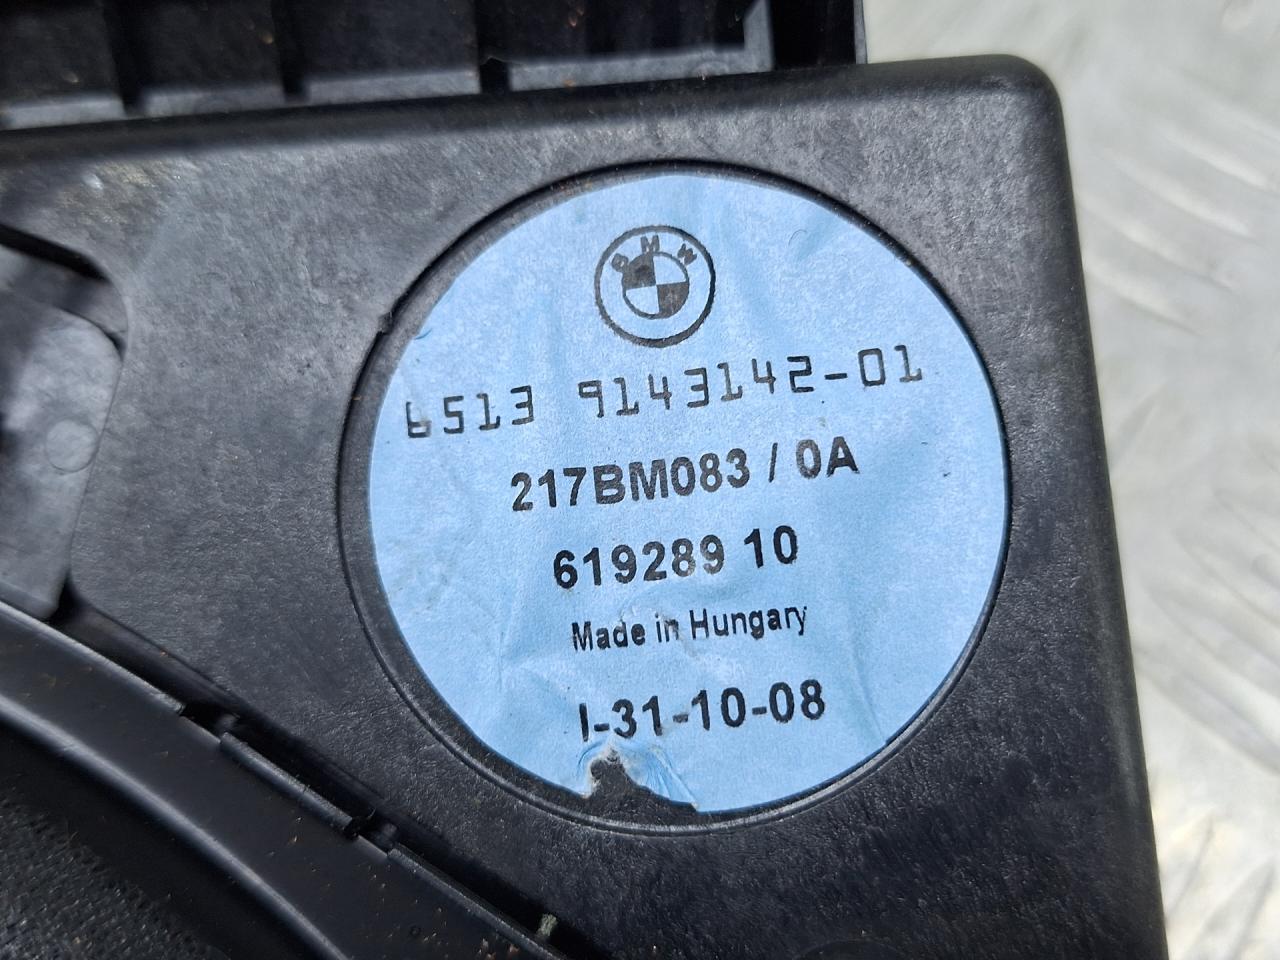 BMW
6513 9143142-01
217BM083 / 0A
619289 10
Made in Hungary
I-31-10-08